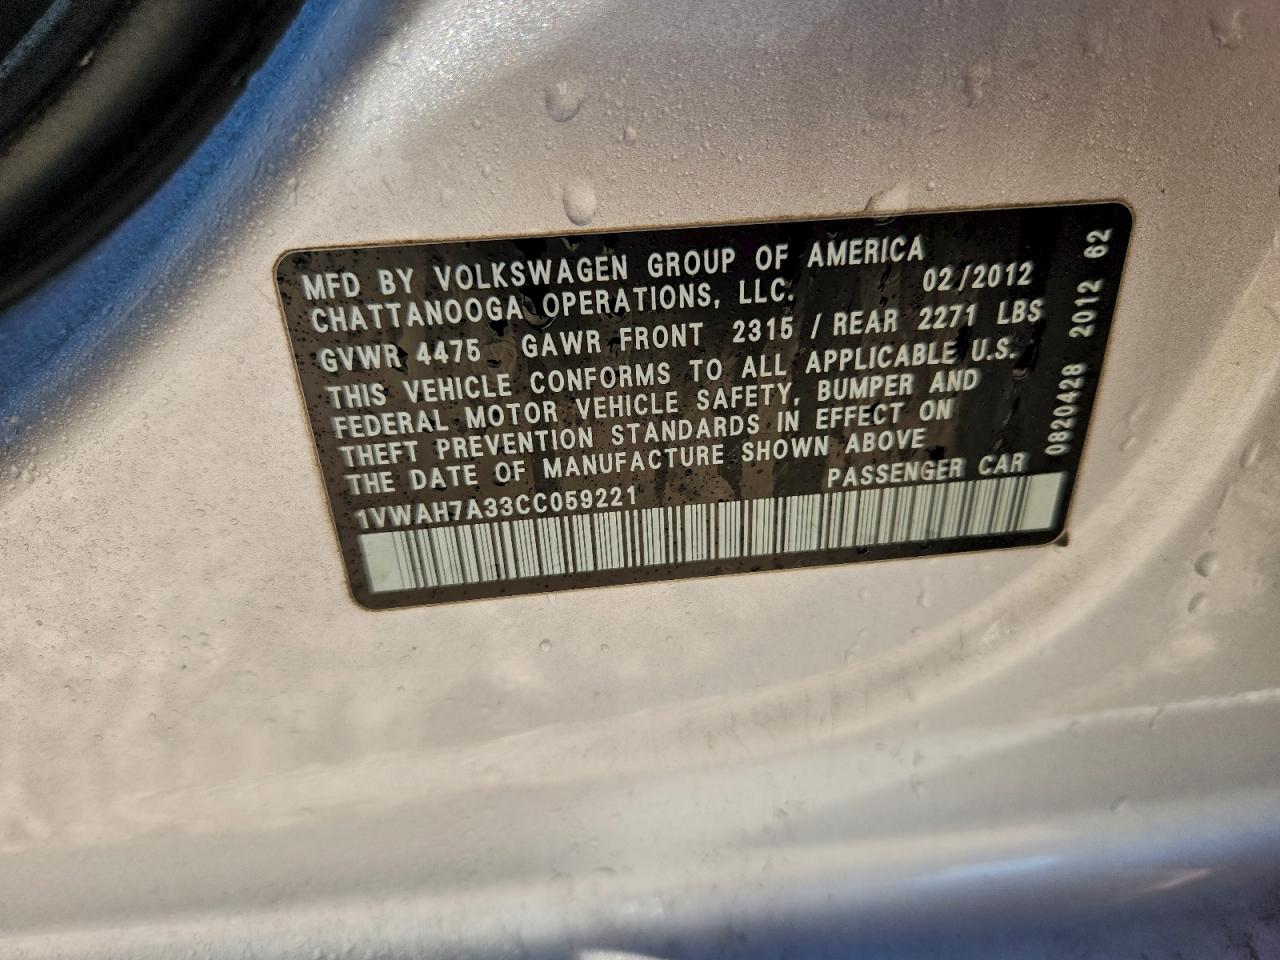 MFD BY VOLKSWAGEN GROUP OF AMERICA
CHATTANOOGA OPERATIONS, LLC. 02/2012
GVWR 4475 GAWR FRONT 2315 / REAR 2271 LBS
THIS VEHICLE CONFORMS TO ALL APPLICABLE U.S.
FEDERAL MOTOR VEHICLE SAFETY, BUMPER AND
THEFT PREVENTION STANDARDS IN EFFECT ON
THE DATE OF MANUFACTURE SHOWN ABOVE
PASSENGER CAR
1VWAH7A33CC059221
0820428 2012 62